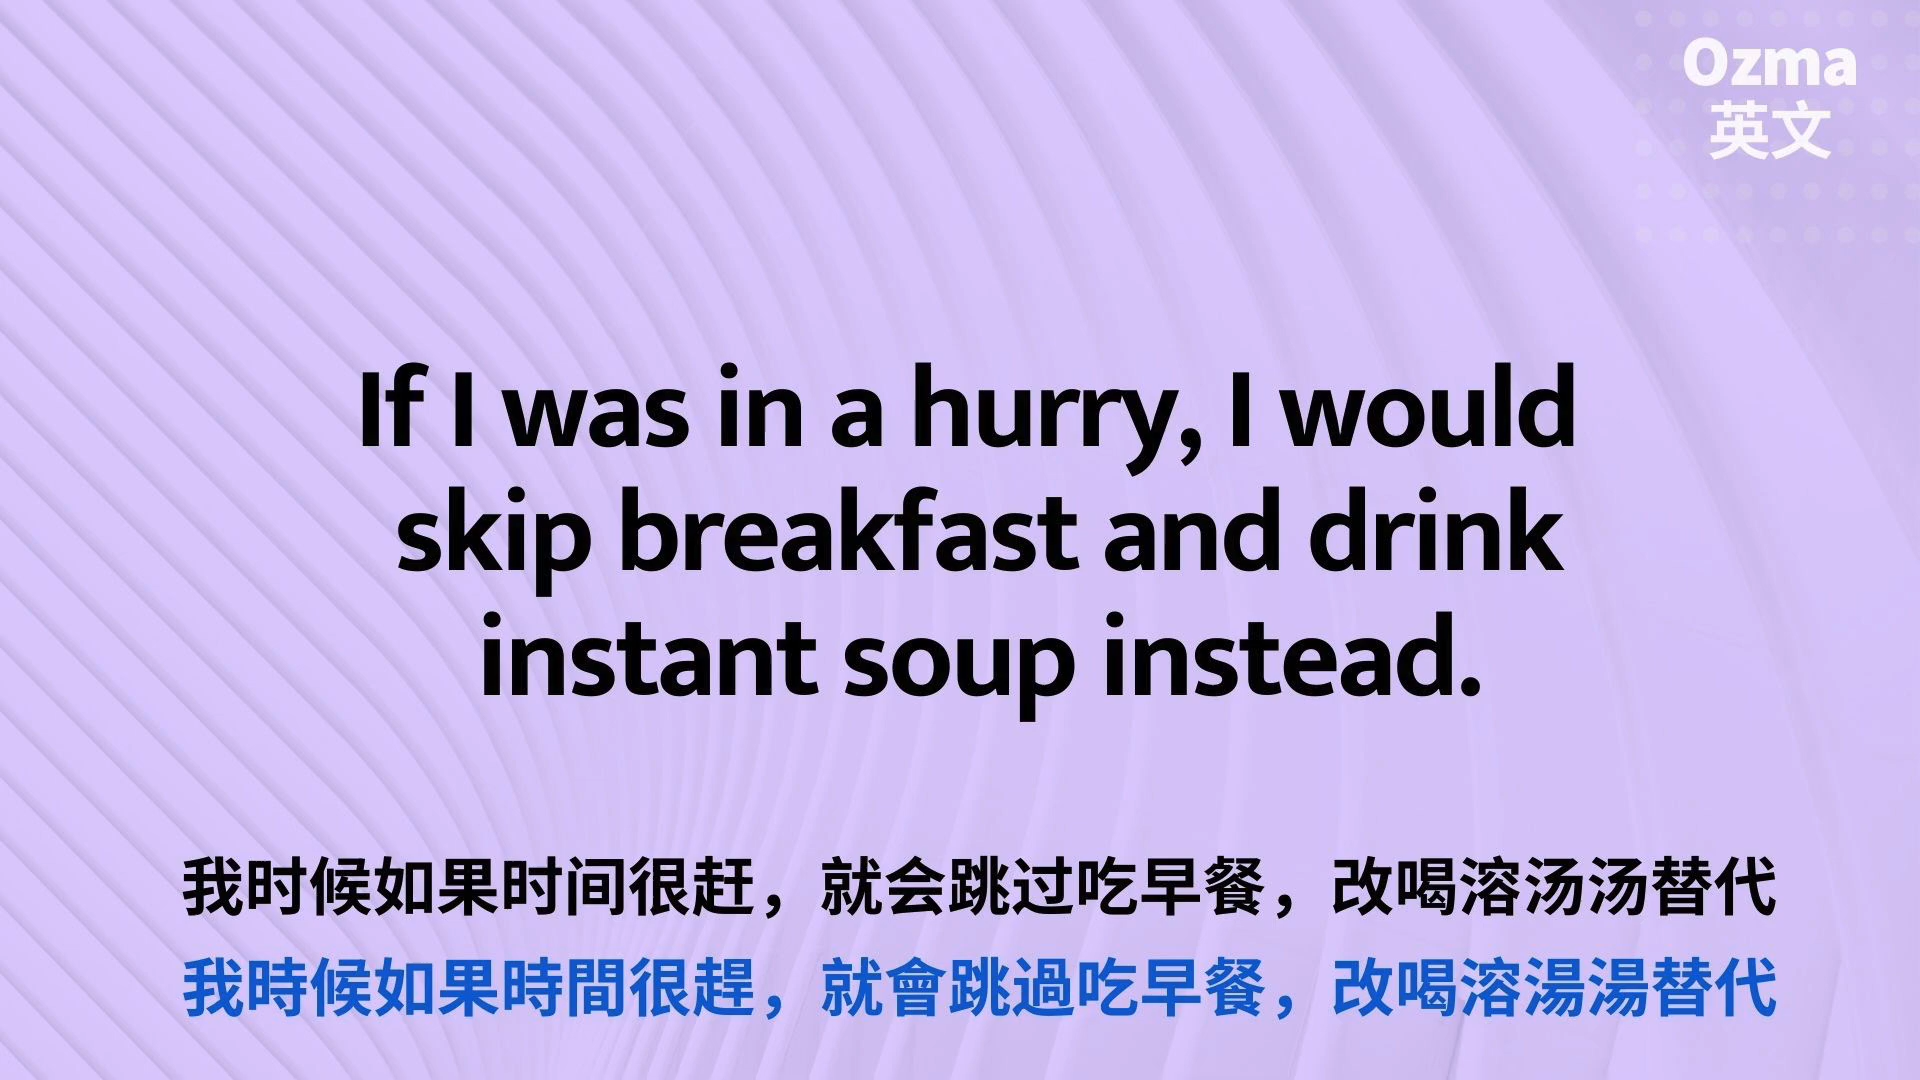 Ozma
英文
If I was in a hurry, I would
skip breakfast and drink
instant soup instead.
我时候如果时间很赶，就会跳过吃早餐，改喝溶汤汤替代
我時候如果時間很趕，就會跳過吃早餐，改喝溶湯湯替代